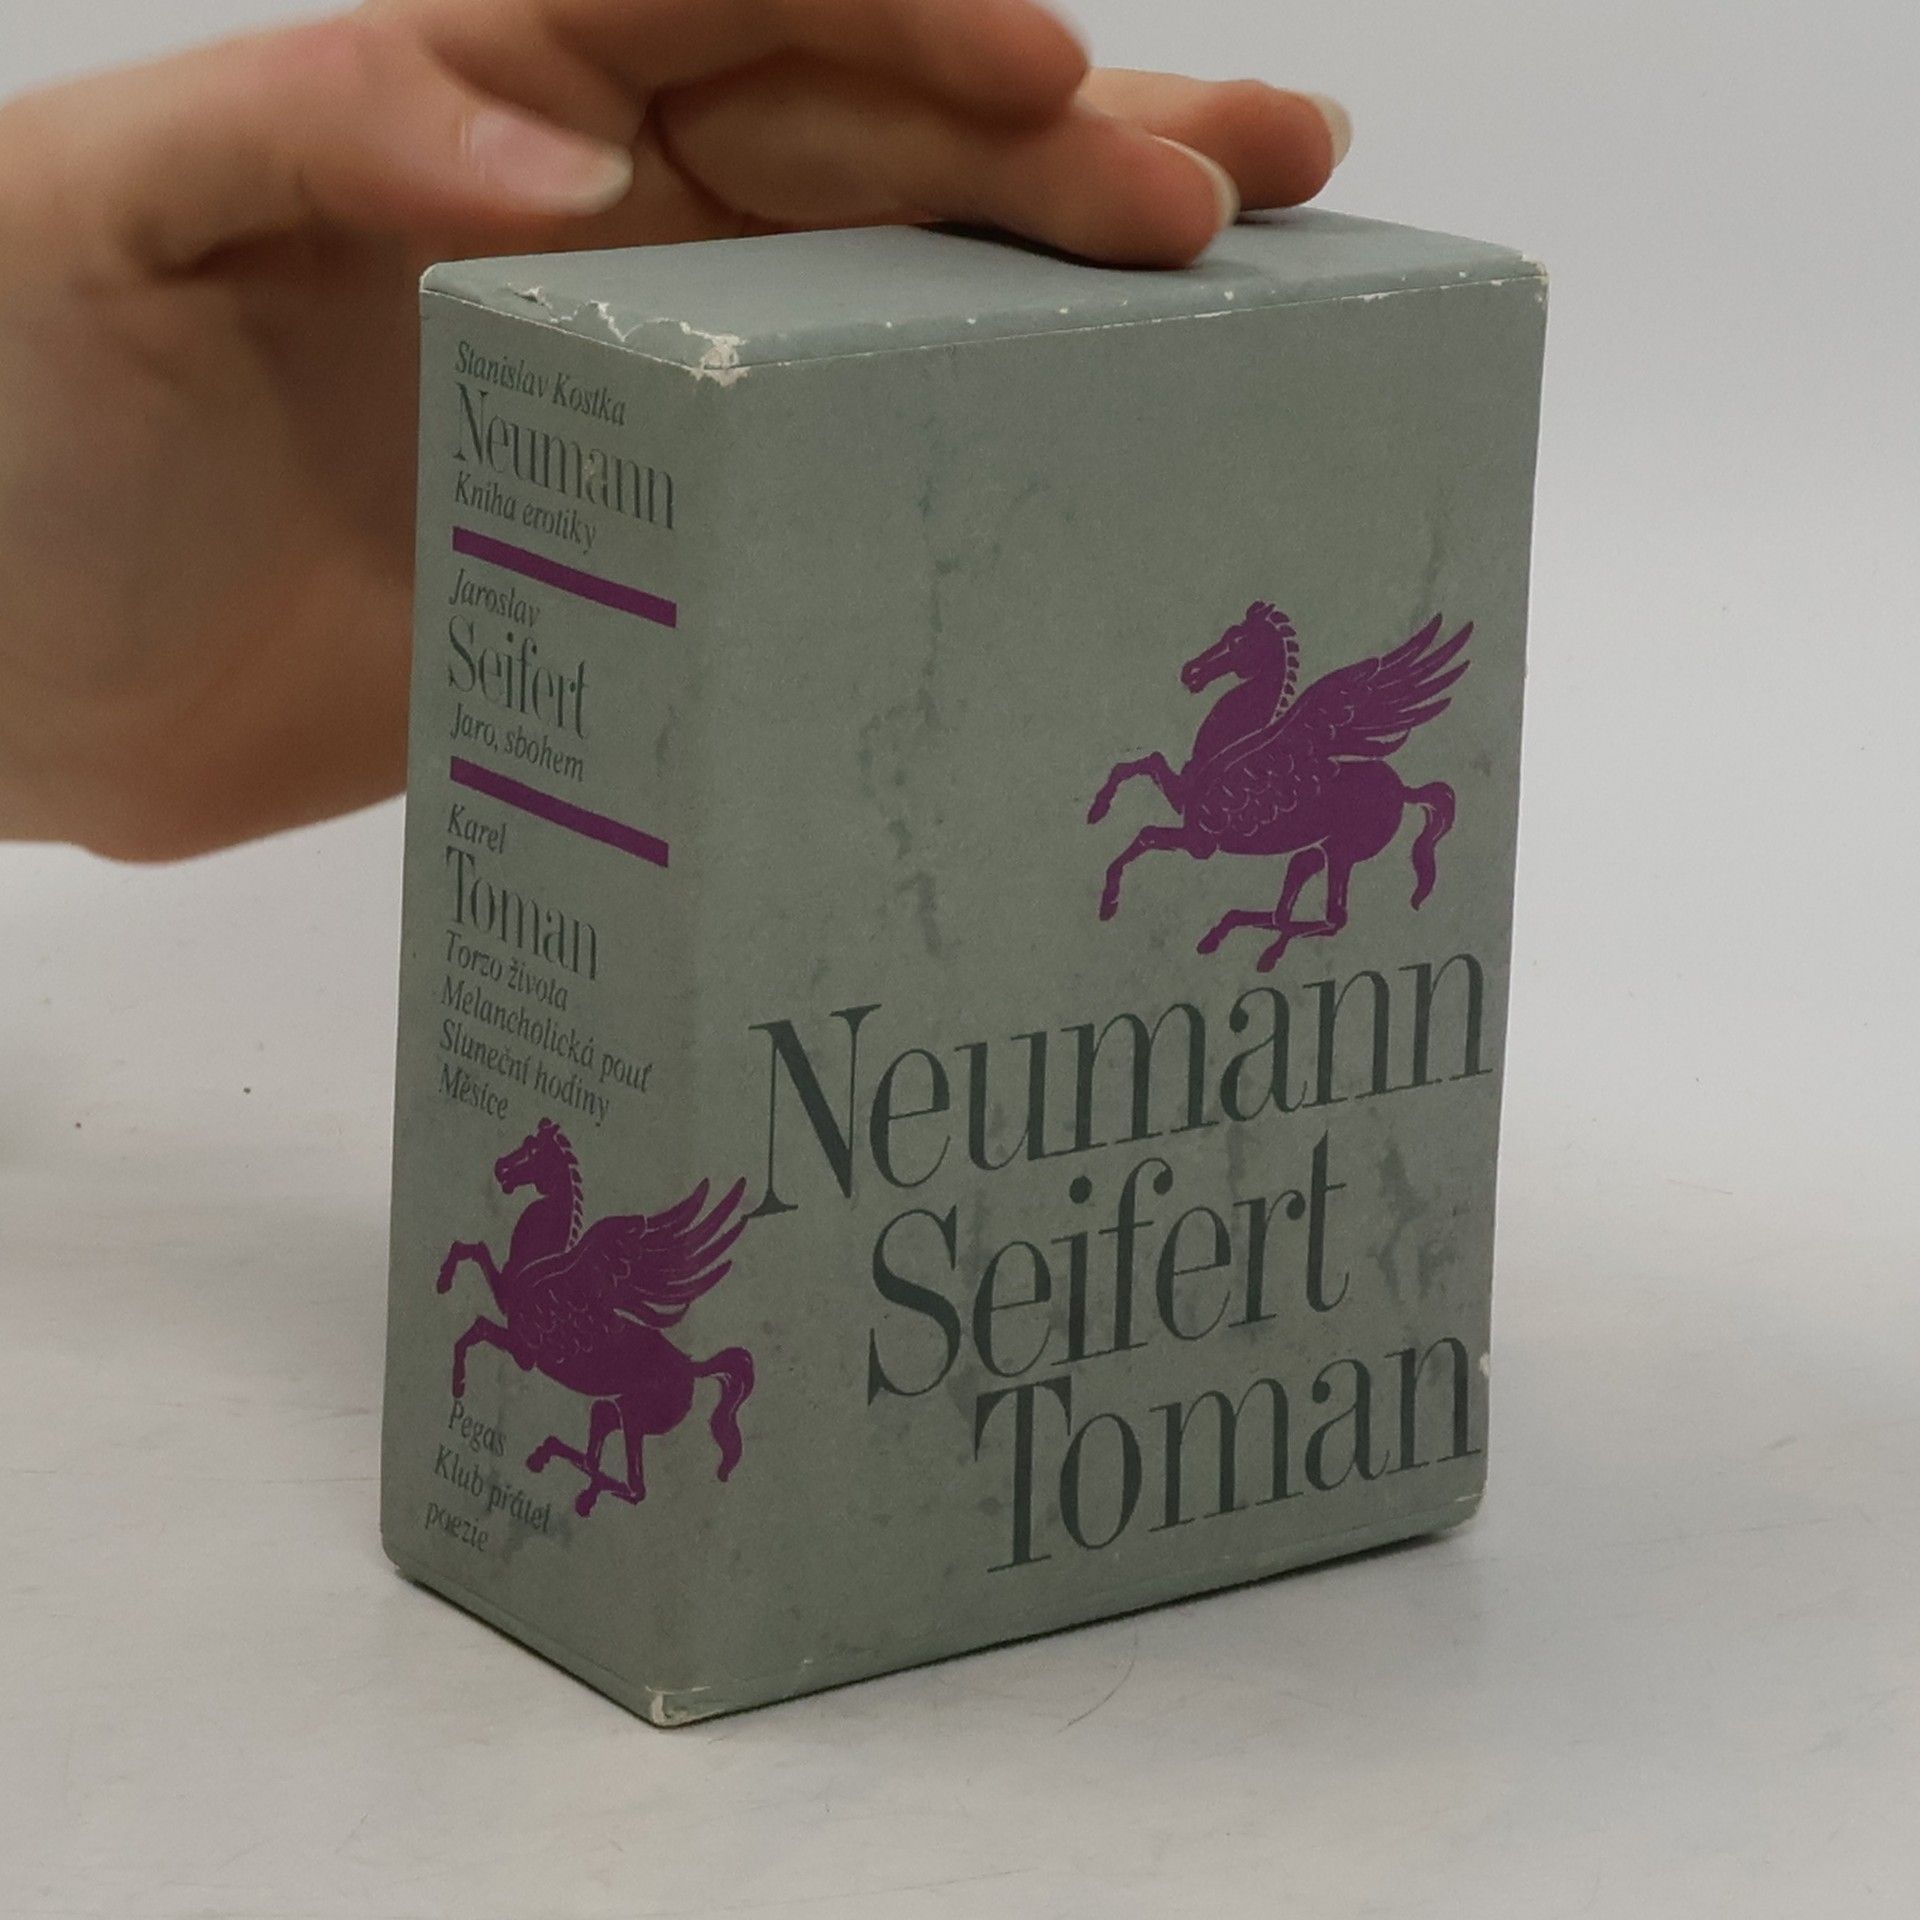 Stanislav Kostka
Neumann
Kniha erotiky
Jaroslav
Seifert
Jaro, sbohem
Karel
Toman
Torzo života
Melancholická pouť
Sluneční hodiny
Měsíce
Pegas
Klub přátel
poezie
Neumann
Seifert
Toman